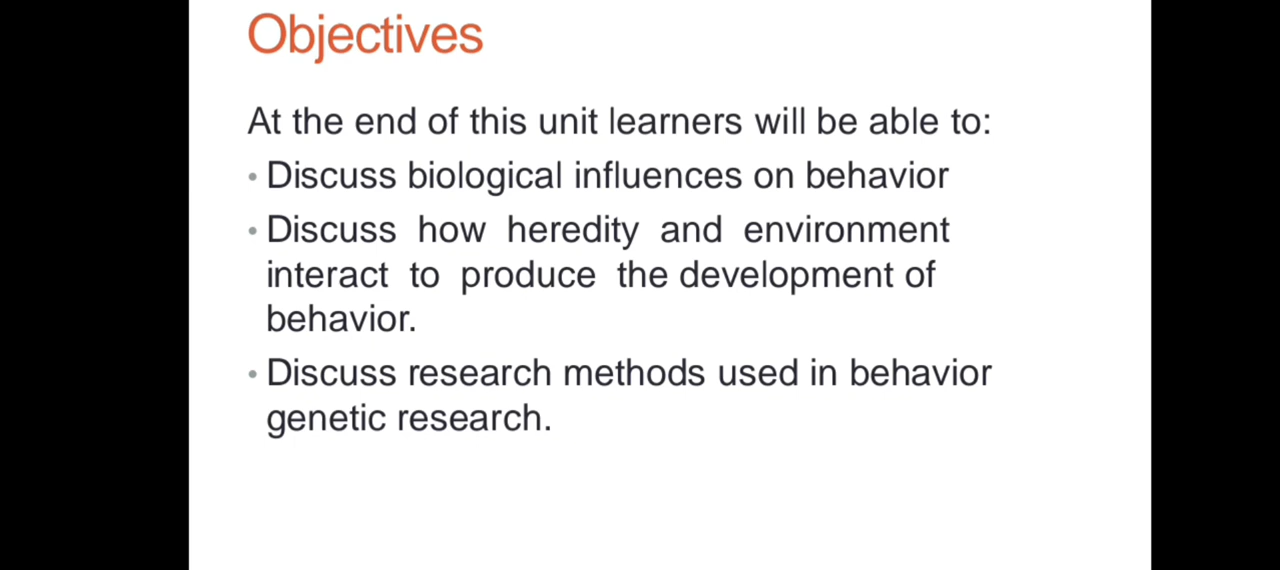 Objectives
At the end of this unit learners will be able to:
• Discuss biological influences on behavior
• Discuss how heredity and environment
interact to produce the development of
behavior.
• Discuss research methods used in behavior
genetic research.